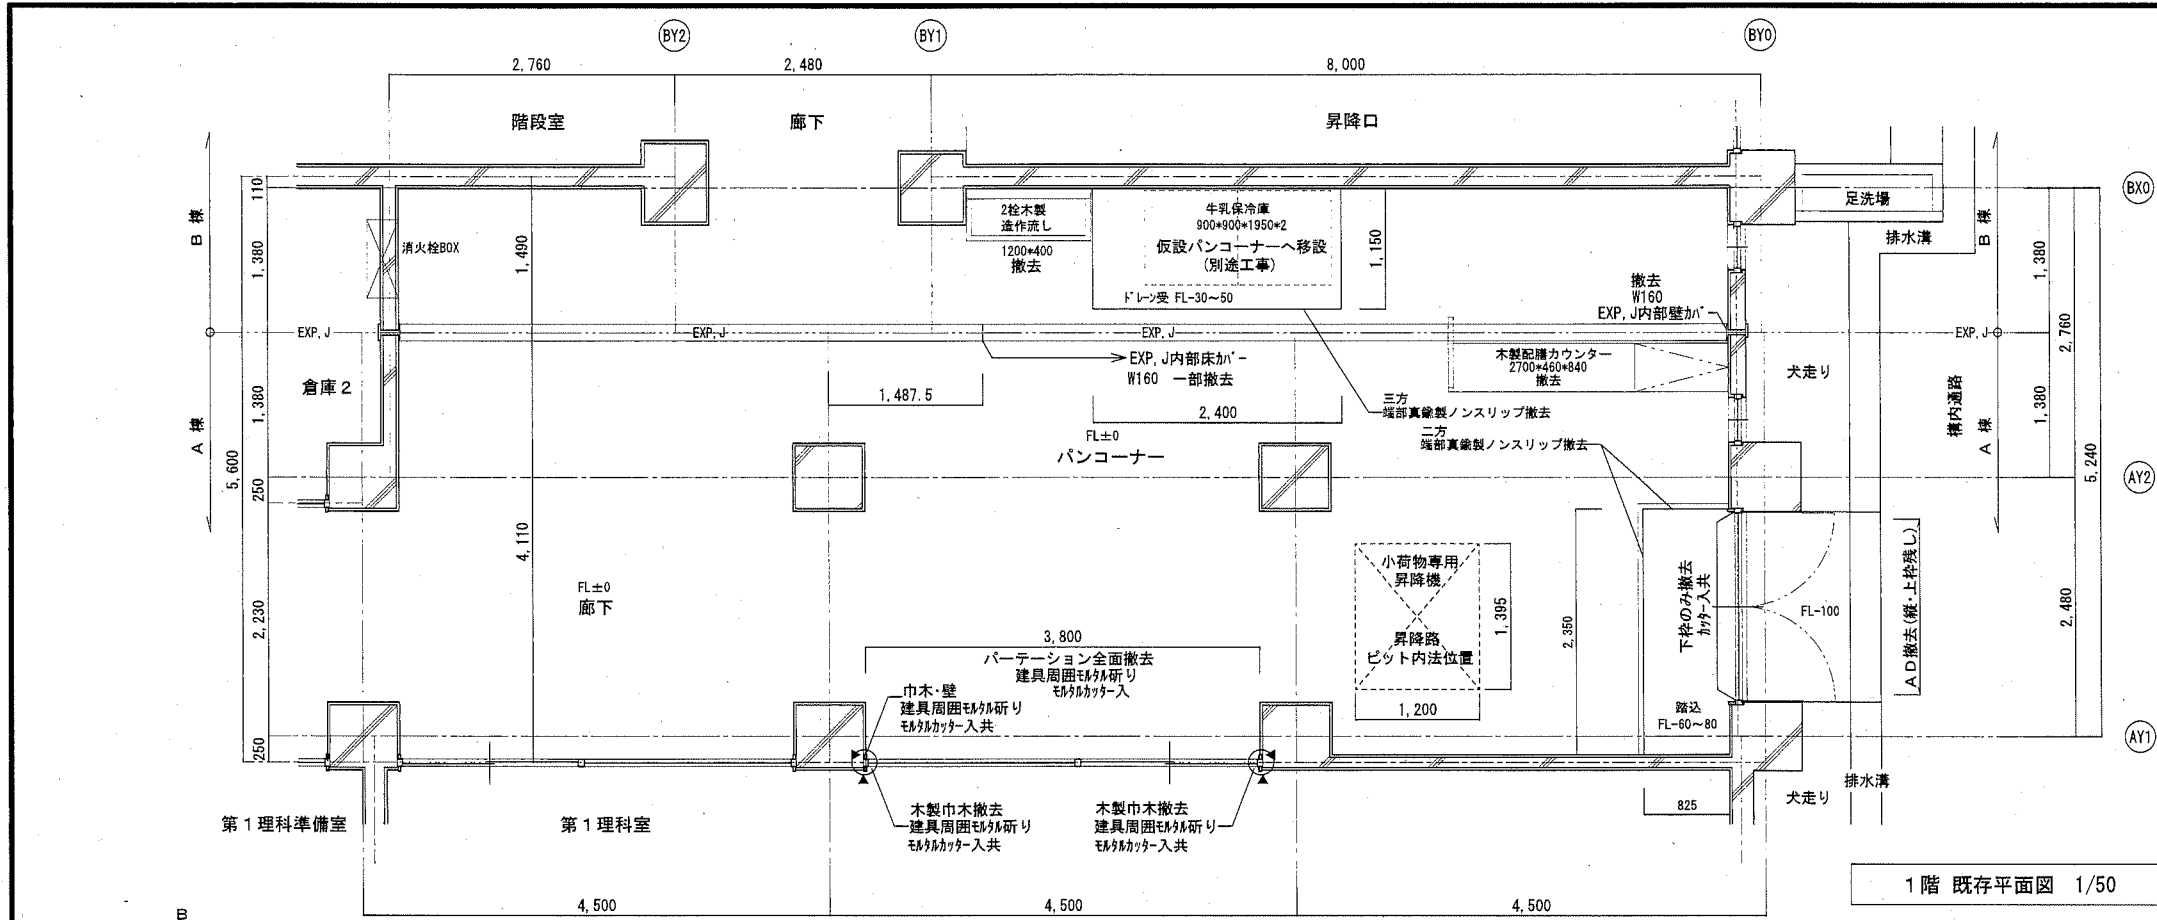 BY2
BY1
BY0
2,760
2,480
8,000
階段室
廊下
昇降口
B棟
110
1,380
1,490
消火栓BOX
2栓木製
造作流し
1200*400
撤去
牛乳保冷庫
900*900*1950*2
仮設パンコーナーへ移設
(別途工事)
ドレーン受 FL-30~50
1,150
足洗場
BX0
排水溝
B棟
1,380
撤去
W160
EXP,J内部壁カバー
EXP,J
EXP,J
EXP,J
EXP,J
2,760
EXP,J内部床カバー
W160 一部撤去
木製配膳カウンター
2700*460*840
撤去
犬走り
構内通路
倉庫2
1,380
A棟
1,487.5
2,400
三方
端部真鍮製ノンスリップ撤去
二方
端部真鍮製ノンスリップ撤去
1,380
A棟
FL±0
パンコーナー
5,600
250
5,240
AY2
4,110
2,230
FL±0
廊下
小荷物専用
昇降機
昇降路
ピット内法位置
1,395
1,200
2,350
下枠のみ撤去
カッター入共
FL-100
AD撤去(縦・上枠残し)
2,480
3,800
パーテーション全面撤去
建具周囲モルタル斫り
モルタルカッター入
巾木・壁
建具周囲モルタル斫り
モルタルカッター入共
踏込
FL-60~80
250
AY1
排水溝
犬走り
825
第1理科準備室
第1理科室
木製巾木撤去
建具周囲モルタル斫り
モルタルカッター入共
木製巾木撤去
建具周囲モルタル斫り
モルタルカッター入共
1階 既存平面図 1/50
4,500
4,500
4,500
B